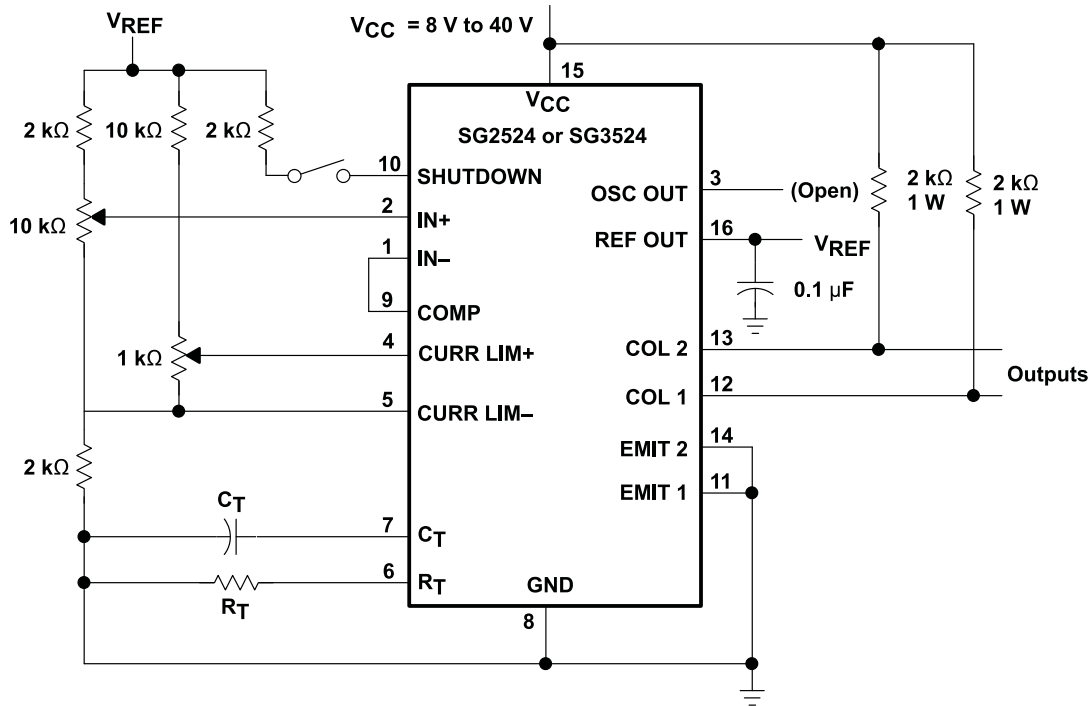 VCC = 8 V to 40 V
VREF
15
VCC
2 kΩ
10 kΩ
2 kΩ
SG2524 or SG3524
10
SHUTDOWN
3
OSC OUT
(Open)
2 kΩ
1 W
2 kΩ
1 W
10 kΩ
2
IN+
16
REF OUT
VREF
1
IN–
0.1 µF
9
COMP
4
CURR LIM+
1 kΩ
13
COL 2
Outputs
12
COL 1
5
CURR LIM–
14
EMIT 2
2 kΩ
11
EMIT 1
CT
7
CT
6
RT
RT
GND
8